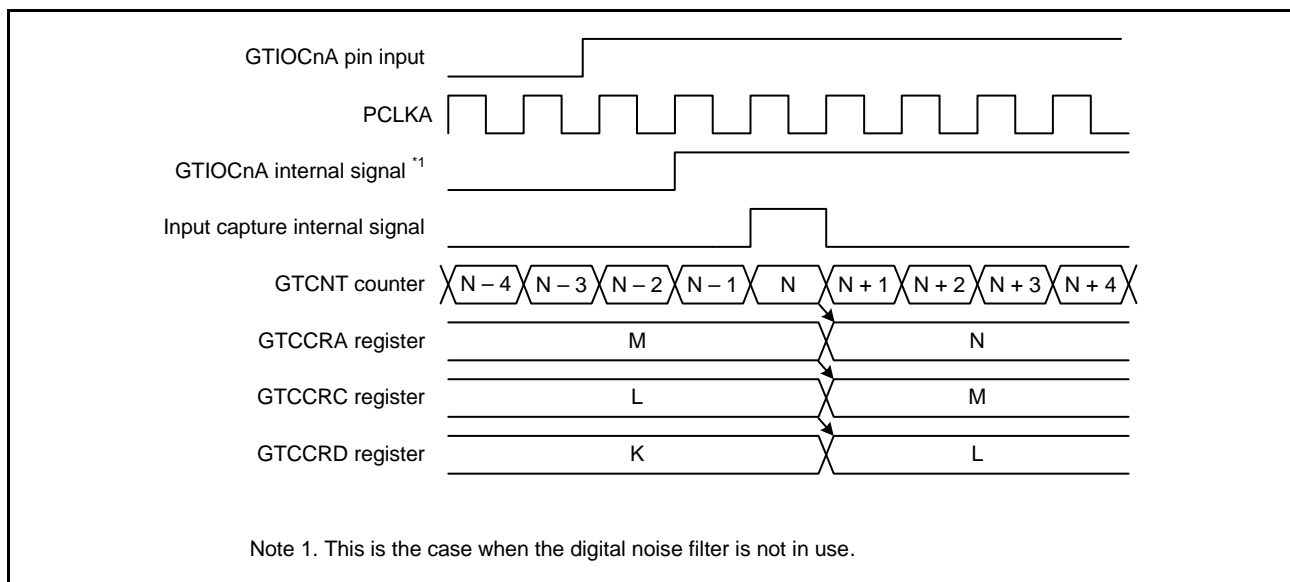 GTIOCnA pin input
PCLKA
GTIOCnA internal signal *1
Input capture internal signal
GTCNT counter N – 4 N – 3 N – 2 N – 1 N N + 1 N + 2 N + 3 N + 4
GTCCRA register M N
GTCCRC register L M
GTCCRD register K L
Note 1. This is the case when the digital noise filter is not in use.